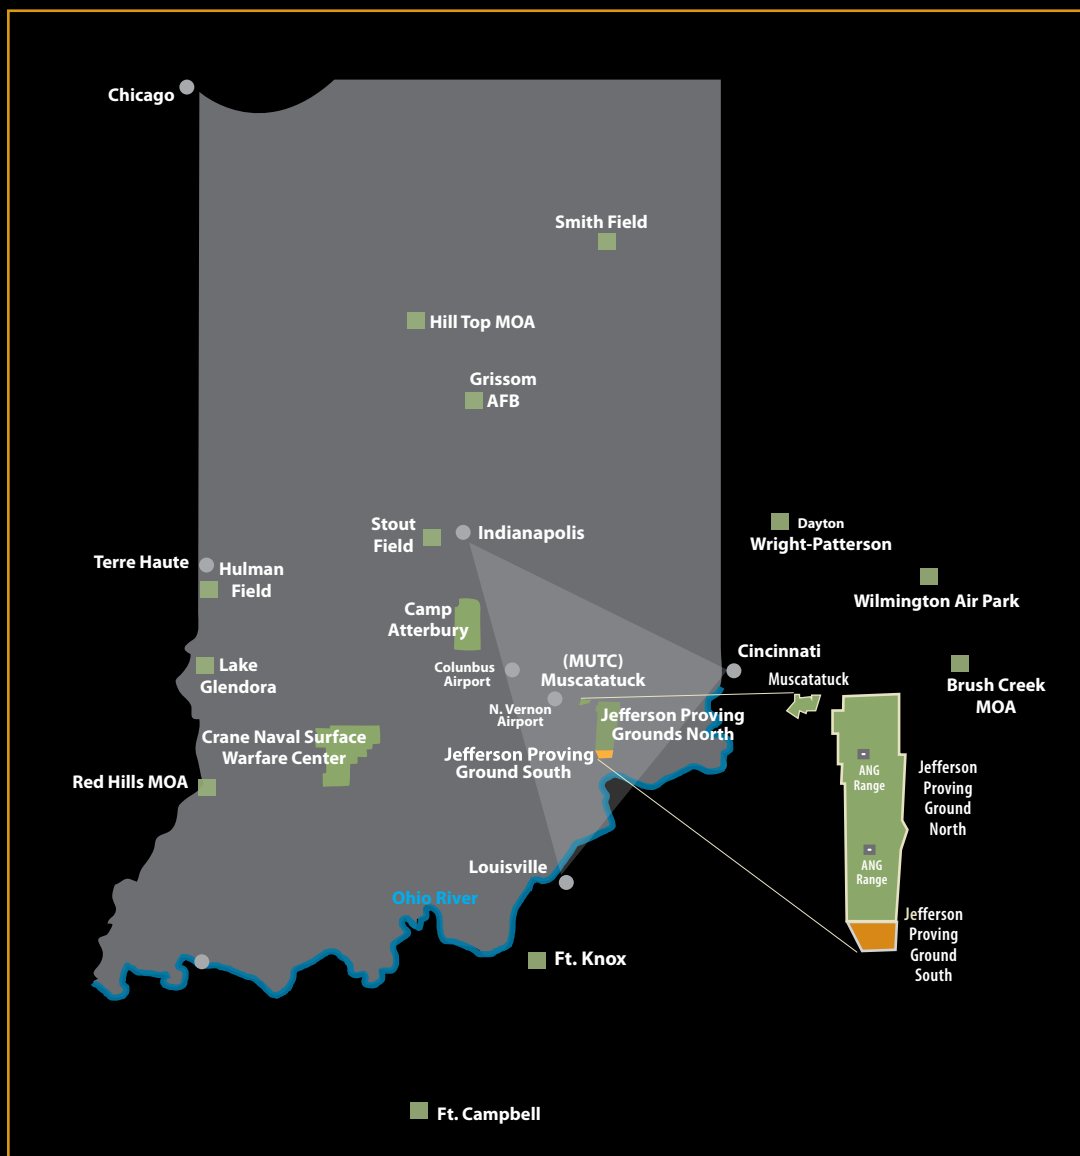 Chicago
Smith Field
Hill Top MOA
Grissom
AFB
Stout
Field
Indianapolis
Dayton
Wright-Patterson
Terre Haute
Hulman
Field
Wilmington Air Park
Camp
Atterbury
Lake
Glendora
Colunbus
Airport
(MUTC)
Muscatatuck
Cincinnati
Muscatatuck
Brush Creek
MOA
N. Vernon
Airport
Jefferson Proving
Grounds North
Crane Naval Surface
Warfare Center
Jefferson Proving
Ground South
Red Hills MOA
ANG
Range
Jefferson
Proving
Ground
North
ANG
Range
Louisville
Ohio River
Jefferson
Proving
Ground
South
Ft. Knox
Ft. Campbell